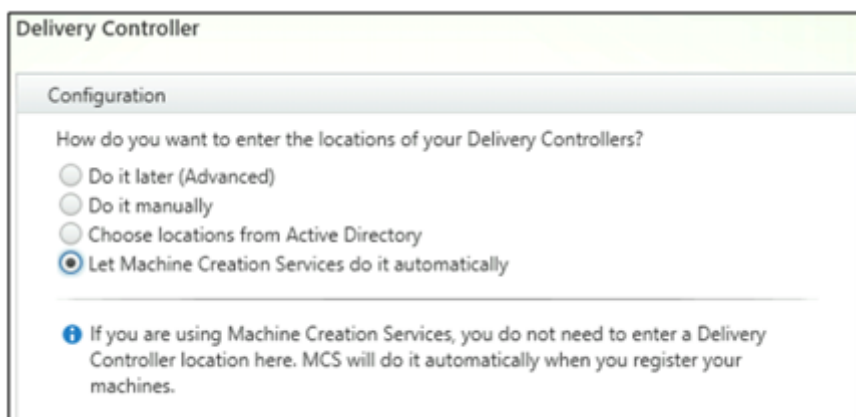 Delivery Controller
Configuration
How do you want to enter the locations of your Delivery Controllers?
Do it later (Advanced)
Do it manually
Choose locations from Active Directory
Let Machine Creation Services do it automatically
If you are using Machine Creation Services, you do not need to enter a Delivery
Controller location here. MCS will do it automatically when you register your
machines.